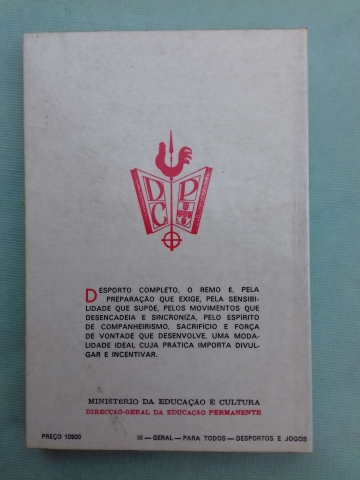 D P
C
DESPORTO COMPLETO, O REMO É, PELA
PREPARAÇÃO QUE EXIGE, PELA SENSIBI-
LIDADE QUE SUPÕE, PELOS MOVIMENTOS QUE
DESENCADEIA E SINCRONIZA, PELO ESPÍRITO
DE COMPANHEIRISMO, SACRIFÍCIO E FORÇA
DE VONTADE QUE DESENVOLVE, UMA MODA-
LIDADE IDEAL CUJA PRÁTICA IMPORTA DIVUL-
GAR E INCENTIVAR.
MINISTÉRIO DA EDUCAÇÃO E CULTURA
DIRECÇÃO-GERAL DA EDUCAÇÃO PERMANENTE
PREÇO 10$00 III — GERAL — PARA TODOS — DESPORTOS E JOGOS